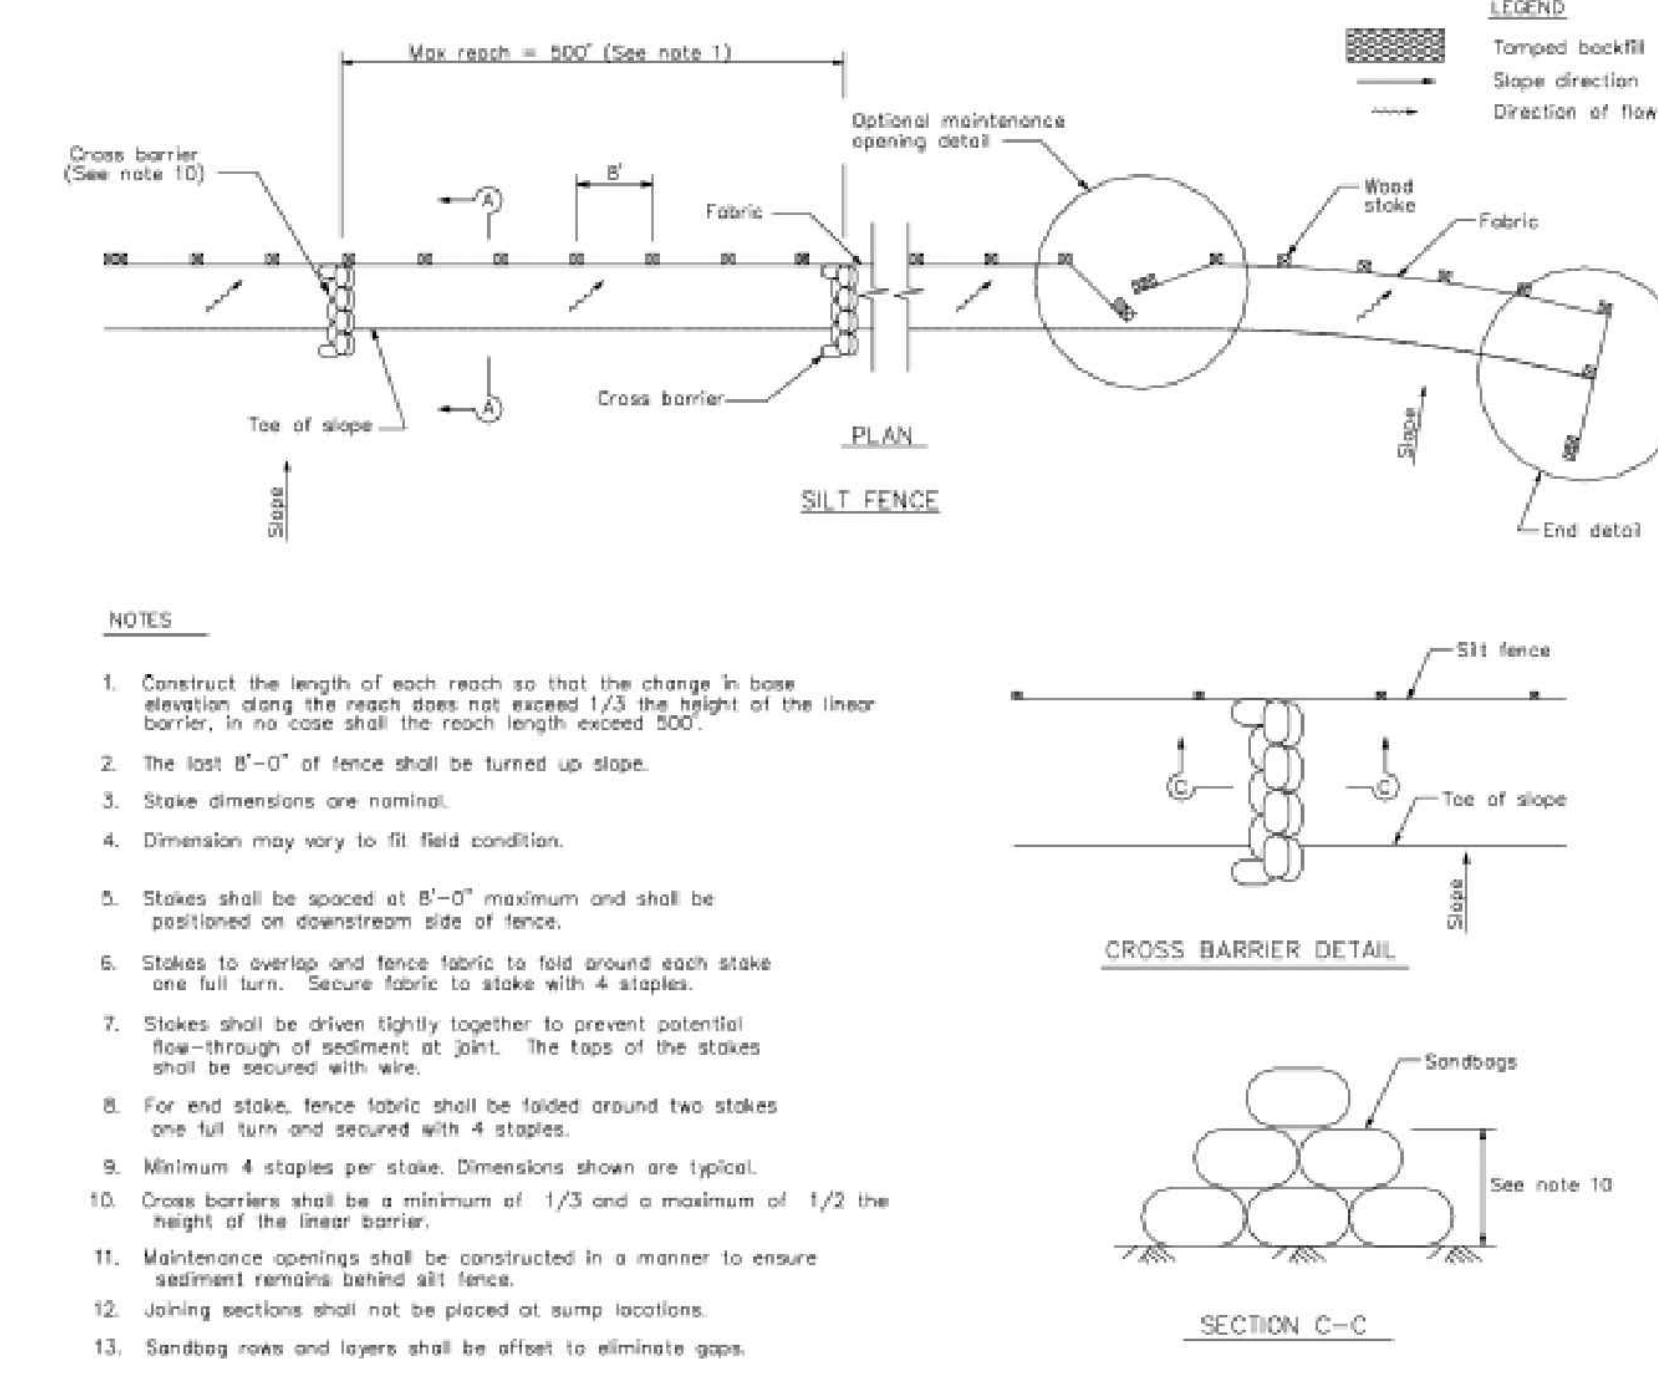 LEGEND
Tamped backfill
Slope direction
Direction of flow
Max reach = 500' (See note 1)
Optional maintenance
opening detail
Cross barrier
(See note 10)
8'
A
Fabric
Wood
stake
Fabric
Cross barrier
A
Toe of slope
PLAN
Slope
Slope
SILT FENCE
End detail
NOTES
1. Construct the length of each reach so that the change in base
elevation along the reach does not exceed 1/3 the height of the linear
barrier, in no case shall the reach length exceed 500'.
2. The last 8'-0" of fence shall be turned up slope.
3. Stake dimensions are nominal.
4. Dimension may vary to fit field condition.
5. Stakes shall be spaced at 8'-0" maximum and shall be
positioned on downstream side of fence.
6. Stakes to overlap and fence fabric to fold around each stake
one full turn. Secure fabric to stake with 4 staples.
7. Stakes shall be driven tightly together to prevent potential
flow-through of sediment at joint. The tops of the stakes
shall be secured with wire.
8. For end stake, fence fabric shall be folded around two stakes
one full turn and secured with 4 staples.
9. Minimum 4 staples per stake. Dimensions shown are typical.
10. Cross barriers shall be a minimum of 1/3 and a maximum of 1/2 the
height of the linear barrier.
11. Maintenance openings shall be constructed in a manner to ensure
sediment remains behind silt fence.
12. Joining sections shall not be placed at sump locations.
13. Sandbag rows and layers shall be offset to eliminate gaps.
Silt fence
C
C
Toe of slope
Slope
CROSS BARRIER DETAIL
Sandbags
See note 10
SECTION C-C